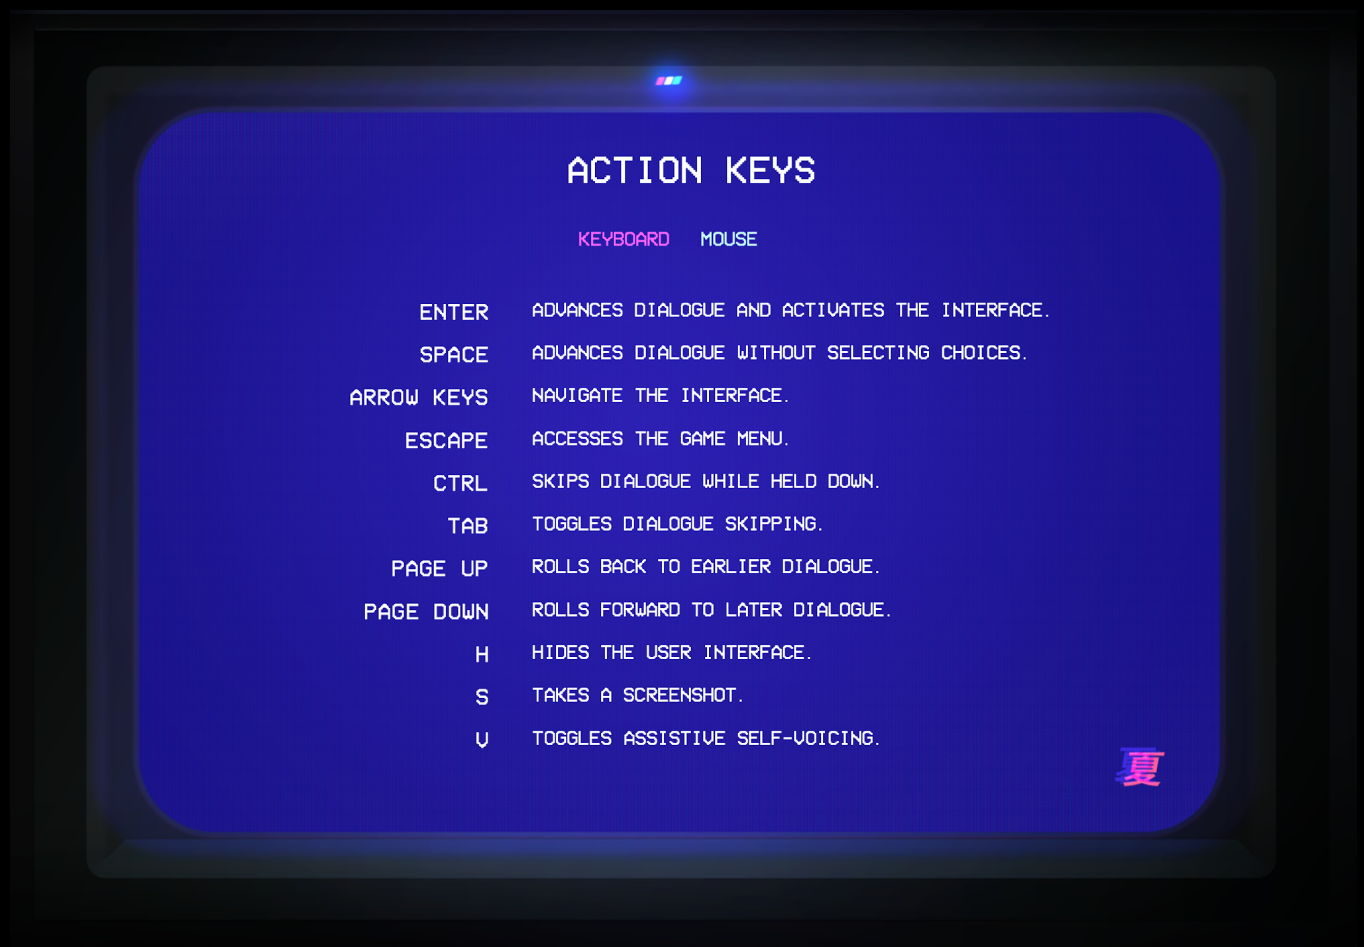 ACTION KEYS
KEYBOARD MOUSE
ENTER ADVANCES DIALOGUE AND ACTIVATES THE INTERFACE.
SPACE ADVANCES DIALOGUE WITHOUT SELECTING CHOICES.
ARROW KEYS NAVIGATE THE INTERFACE.
ESCAPE ACCESSES THE GAME MENU.
CTRL SKIPS DIALOGUE WHILE HELD DOWN.
TAB TOGGLES DIALOGUE SKIPPING.
PAGE UP ROLLS BACK TO EARLIER DIALOGUE.
PAGE DOWN ROLLS FORWARD TO LATER DIALOGUE.
H HIDES THE USER INTERFACE.
S TAKES A SCREENSHOT.
V TOGGLES ASSISTIVE SELF-VOICING.
夏